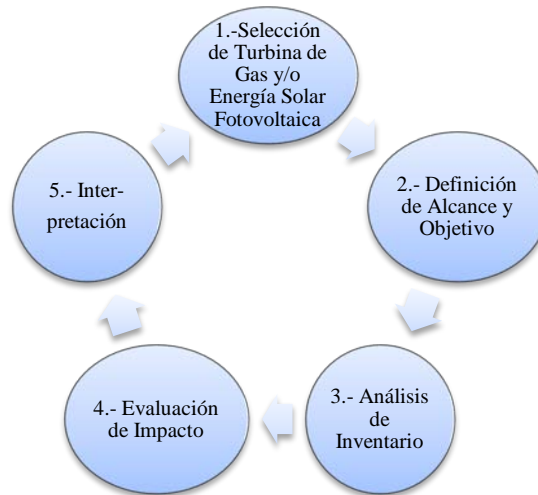 1.-Selección
de Turbina de
Gas y/o
Energía Solar
Fotovoltaica
2.- Definición
de Alcance y
Objetivo
3.- Análisis
de
Inventario
4.- Evaluación
de Impacto
5.- Inter-
pretación